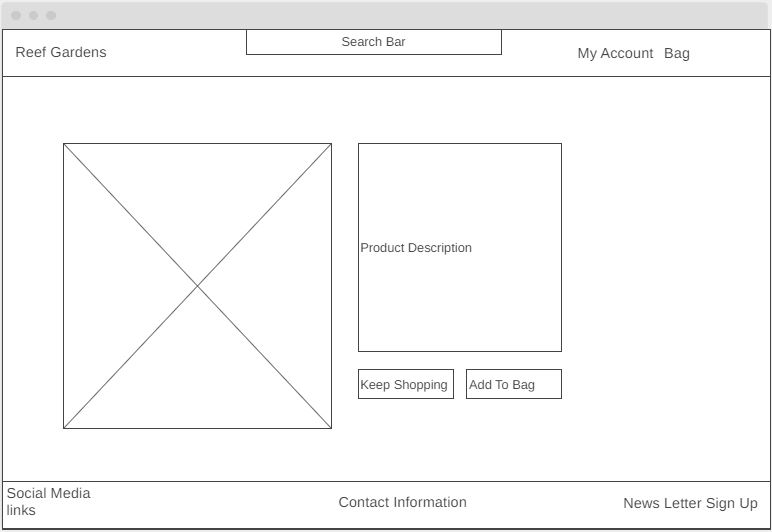 Reef Gardens
Search Bar
My Account Bag
Product Description
Keep Shopping
Add To Bag
Social Media
links
Contact Information
News Letter Sign Up